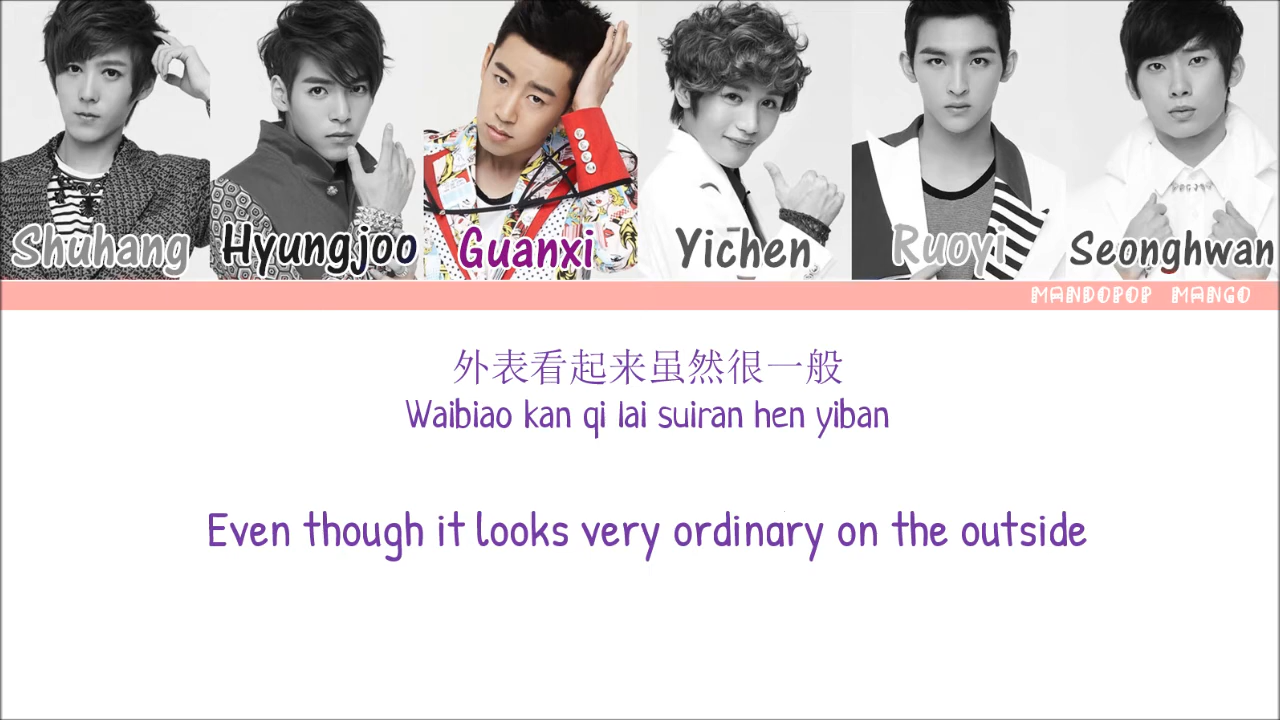 Shuhang Hyungjoo Guanxi Yichen Ruoyi Seonghwan
MANDOPOP MANGO
外表看起来虽然很一般
Waibiao kan qi lai suiran hen yiban
Even though it looks very ordinary on the outside